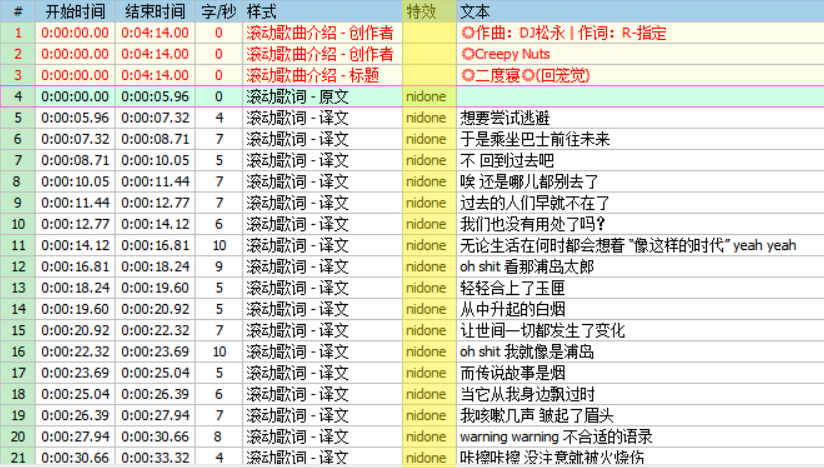 # 开始时间 结束时间 字/秒 样式 特效 文本
1 0:00:00.00 0:04:14.00 0 滚动歌曲介绍 - 创作者 ◎作曲：DJ松永 | 作词：R-指定
2 0:00:00.00 0:04:14.00 0 滚动歌曲介绍 - 创作者 ◎Creepy Nuts
3 0:00:00.00 0:04:14.00 0 滚动歌曲介绍 - 标题 ◎二度寝◎(回笼觉)
4 0:00:00.00 0:00:05.96 0 滚动歌词 - 原文 nidone
5 0:00:05.96 0:00:07.32 4 滚动歌词 - 译文 nidone 想要尝试逃避
6 0:00:07.32 0:00:08.71 7 滚动歌词 - 译文 nidone 于是乘坐巴士前往未来
7 0:00:08.71 0:00:10.05 5 滚动歌词 - 译文 nidone 不 回到过去吧
8 0:00:10.05 0:00:11.44 7 滚动歌词 - 译文 nidone 唉 还是哪儿都别去了
9 0:00:11.44 0:00:12.77 7 滚动歌词 - 译文 nidone 过去的人们早就不在了
10 0:00:12.77 0:00:14.12 6 滚动歌词 - 译文 nidone 我们也没有用处了吗?
11 0:00:14.12 0:00:16.81 10 滚动歌词 - 译文 nidone 无论生活在何时都会想着 “像这样的时代” yeah yeah
12 0:00:16.81 0:00:18.24 9 滚动歌词 - 译文 nidone oh shit 看那浦岛太郎
13 0:00:18.24 0:00:19.60 5 滚动歌词 - 译文 nidone 轻轻合上了玉匣
14 0:00:19.60 0:00:20.92 5 滚动歌词 - 译文 nidone 从中升起的白烟
15 0:00:20.92 0:00:22.32 7 滚动歌词 - 译文 nidone 让世间一切都发生了变化
16 0:00:22.32 0:00:23.69 10 滚动歌词 - 译文 nidone oh shit 我就像是浦岛
17 0:00:23.69 0:00:25.04 5 滚动歌词 - 译文 nidone 而传说故事是烟
18 0:00:25.04 0:00:26.39 6 滚动歌词 - 译文 nidone 当它从我身边飘过时
19 0:00:26.39 0:00:27.94 7 滚动歌词 - 译文 nidone 我咳嗽几声 皱起了眉头
20 0:00:27.94 0:00:30.66 8 滚动歌词 - 译文 nidone warning warning 不合适的语录
21 0:00:30.66 0:00:33.32 4 滚动歌词 - 译文 nidone 咔擦咔擦 没注意就被火烧伤